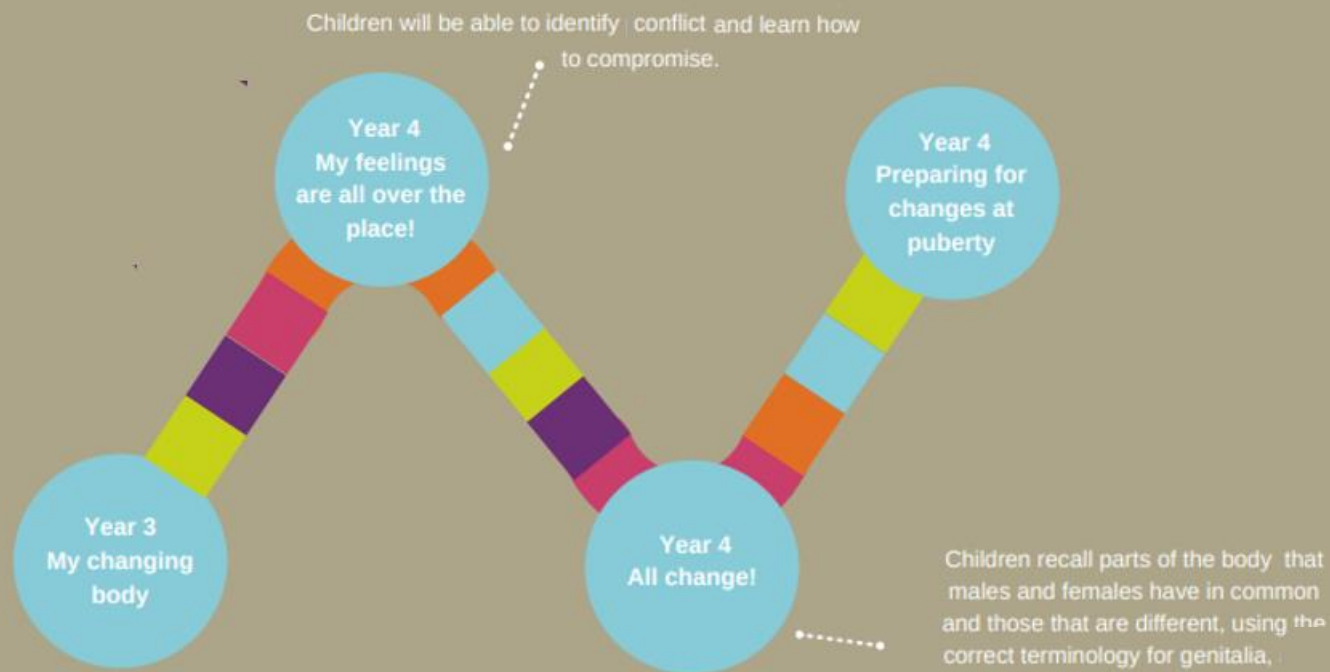 Children will be able to identify conflict and learn how
to compromise.
Year 4
My feelings
are all over the
place!
Year 4
Preparing for
changes at
puberty
Year 3
My changing
body
Year 4
All change!
Children recall parts of the body that
males and females have in common
and those that are different, using the
correct terminology for genitalia,